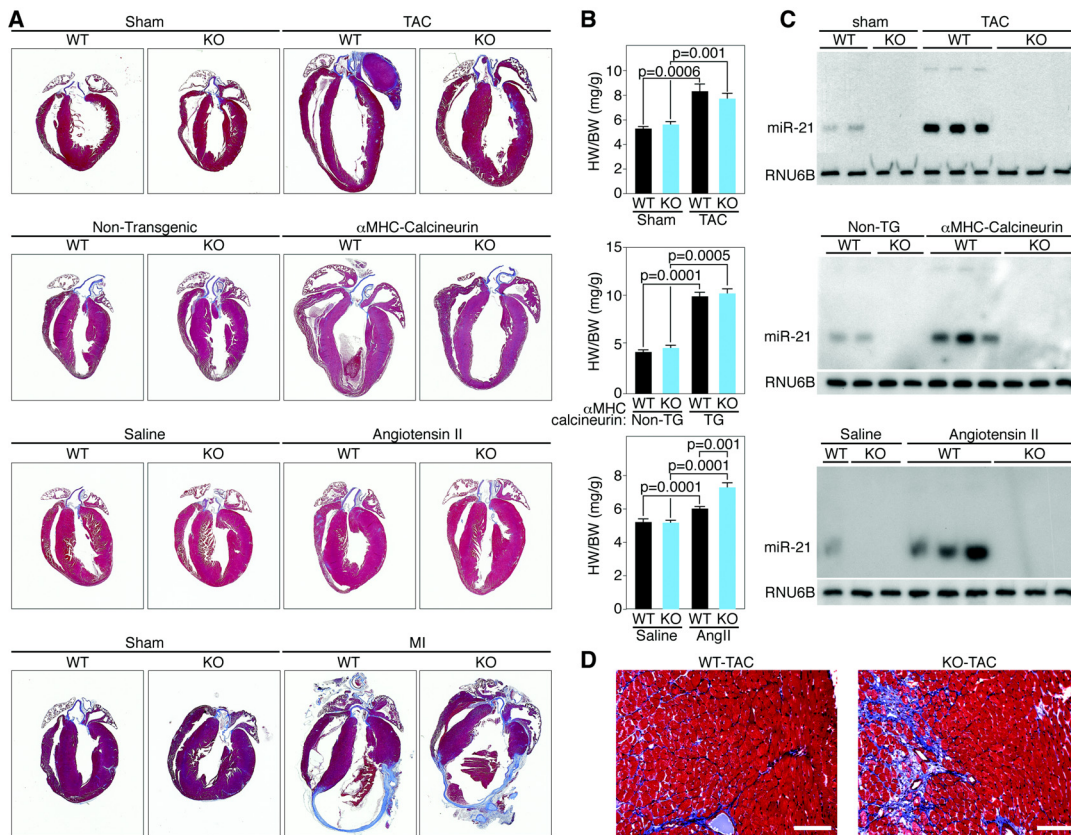 A
Sham TAC
WT KO WT KO
Non-Transgenic αMHC-Calcineurin
WT KO WT KO
Saline Angiotensin II
WT KO WT KO
Sham MI
WT KO WT KO
B
HW/BW (mg/g)
12
10
8
6
4
2
0
p=0.001
p=0.0006
WT KO WT KO
Sham TAC
HW/BW (mg/g)
15
10
5
0
p=0.0005
p=0.0001
WT KO WT KO
αMHC
calcineurin: Non-TG TG
HW/BW (mg/g)
8
6
4
2
0
p=0.001
p=0.0001
p=0.0001
WT KO WT KO
Saline AngII
C
sham TAC
WT KO WT KO
miR-21
RNU6B
Non-TG αMHC-Calcineurin
WT KO WT KO
miR-21
RNU6B
Saline Angiotensin II
WT KO WT KO
miR-21
RNU6B
D
WT-TAC KO-TAC